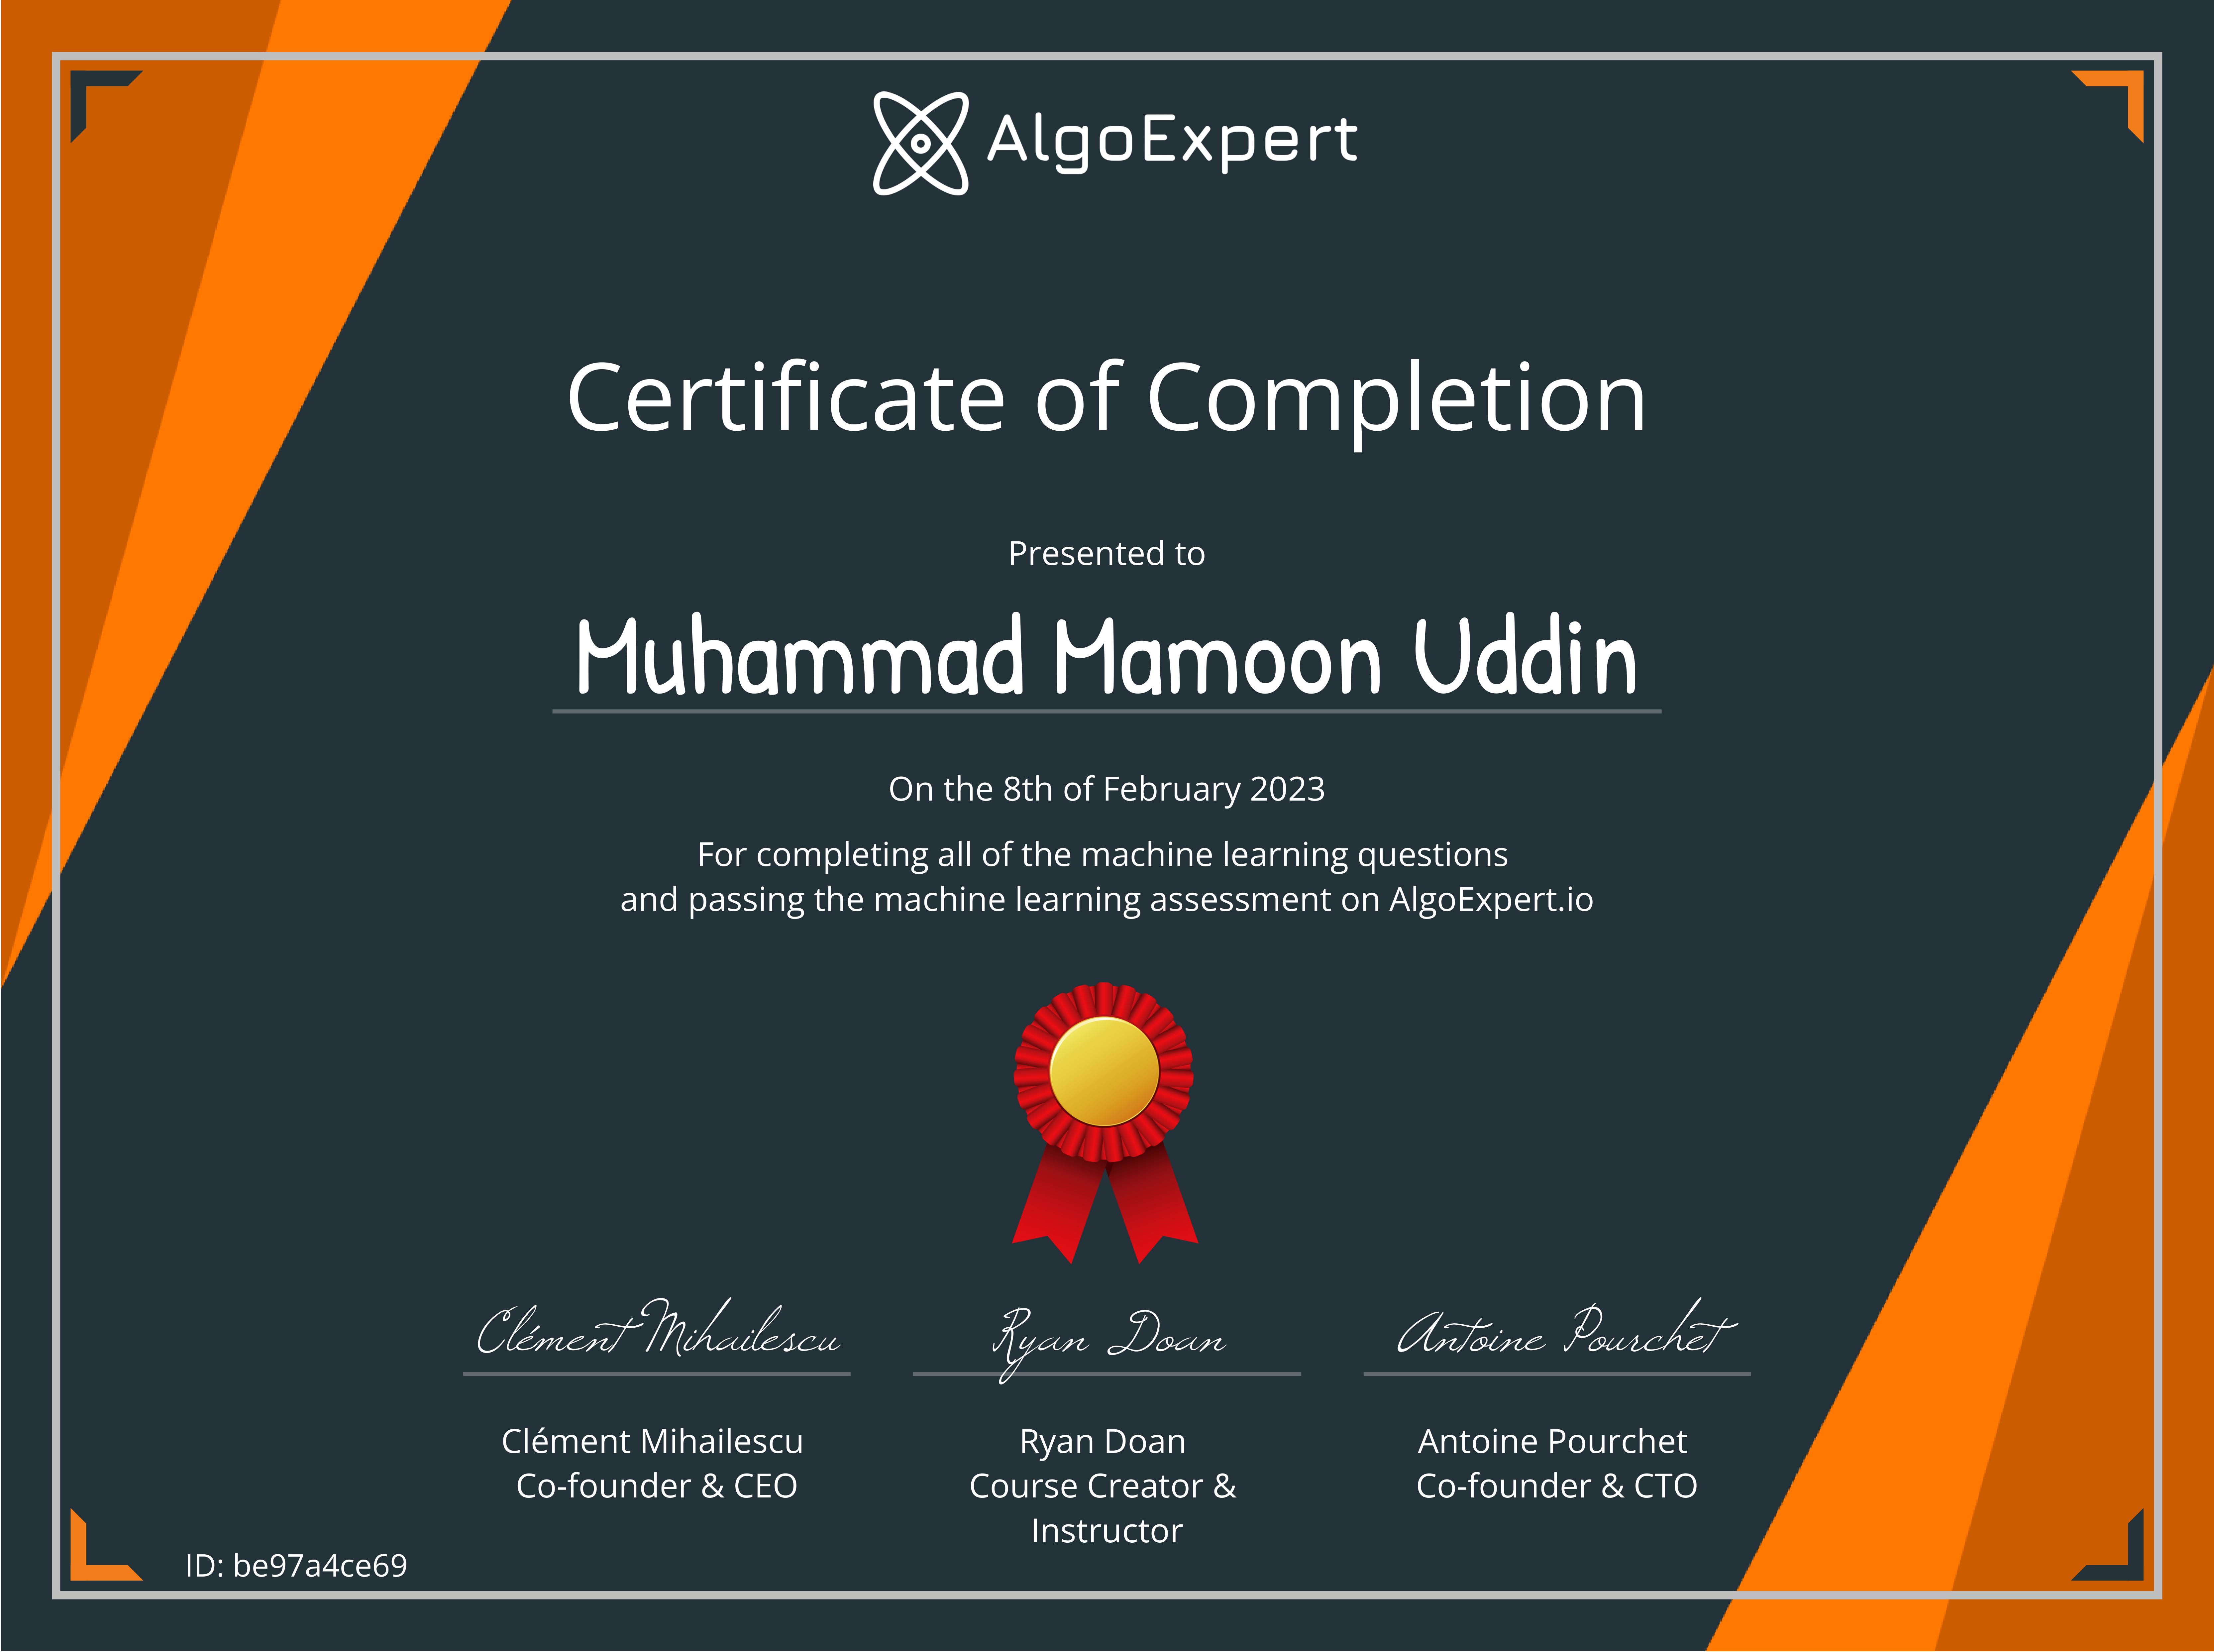 AlgoExpert
Certificate of Completion
Presented to
Muhammad Mamoon Uddin
On the 8th of February 2023
For completing all of the machine learning questions
and passing the machine learning assessment on AlgoExpert.io
Clément Mihailescu
Ryan Doan
Antoine Pourchet
Clément Mihailescu
Co-founder & CEO
Ryan Doan
Course Creator &
Instructor
Antoine Pourchet
Co-founder & CTO
ID: be97a4ce69